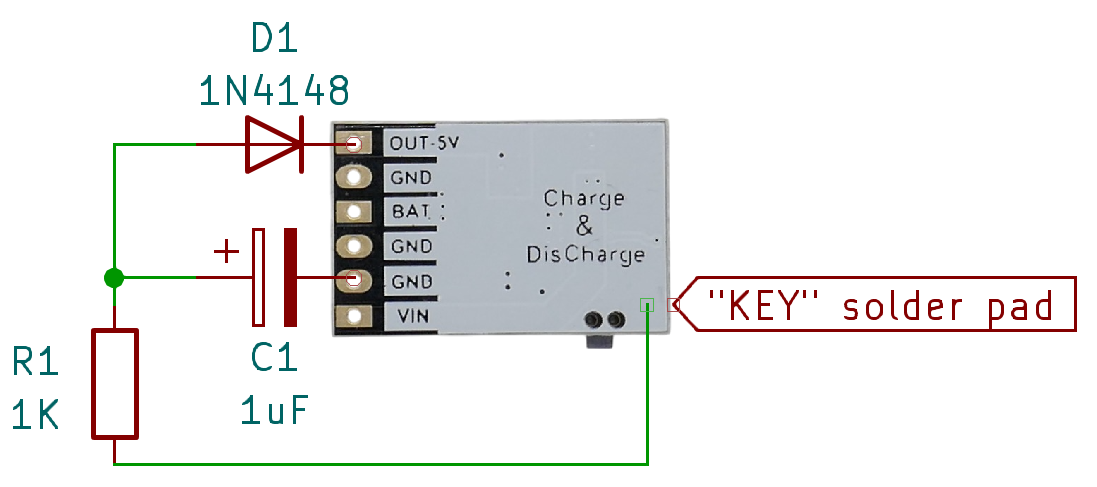 D1
1N4148
OUT-5V
GND
BAT
GND
GND
VIN
Charge
&
DisCharge
+
"KEY" solder pad
R1
1K
C1
1uF